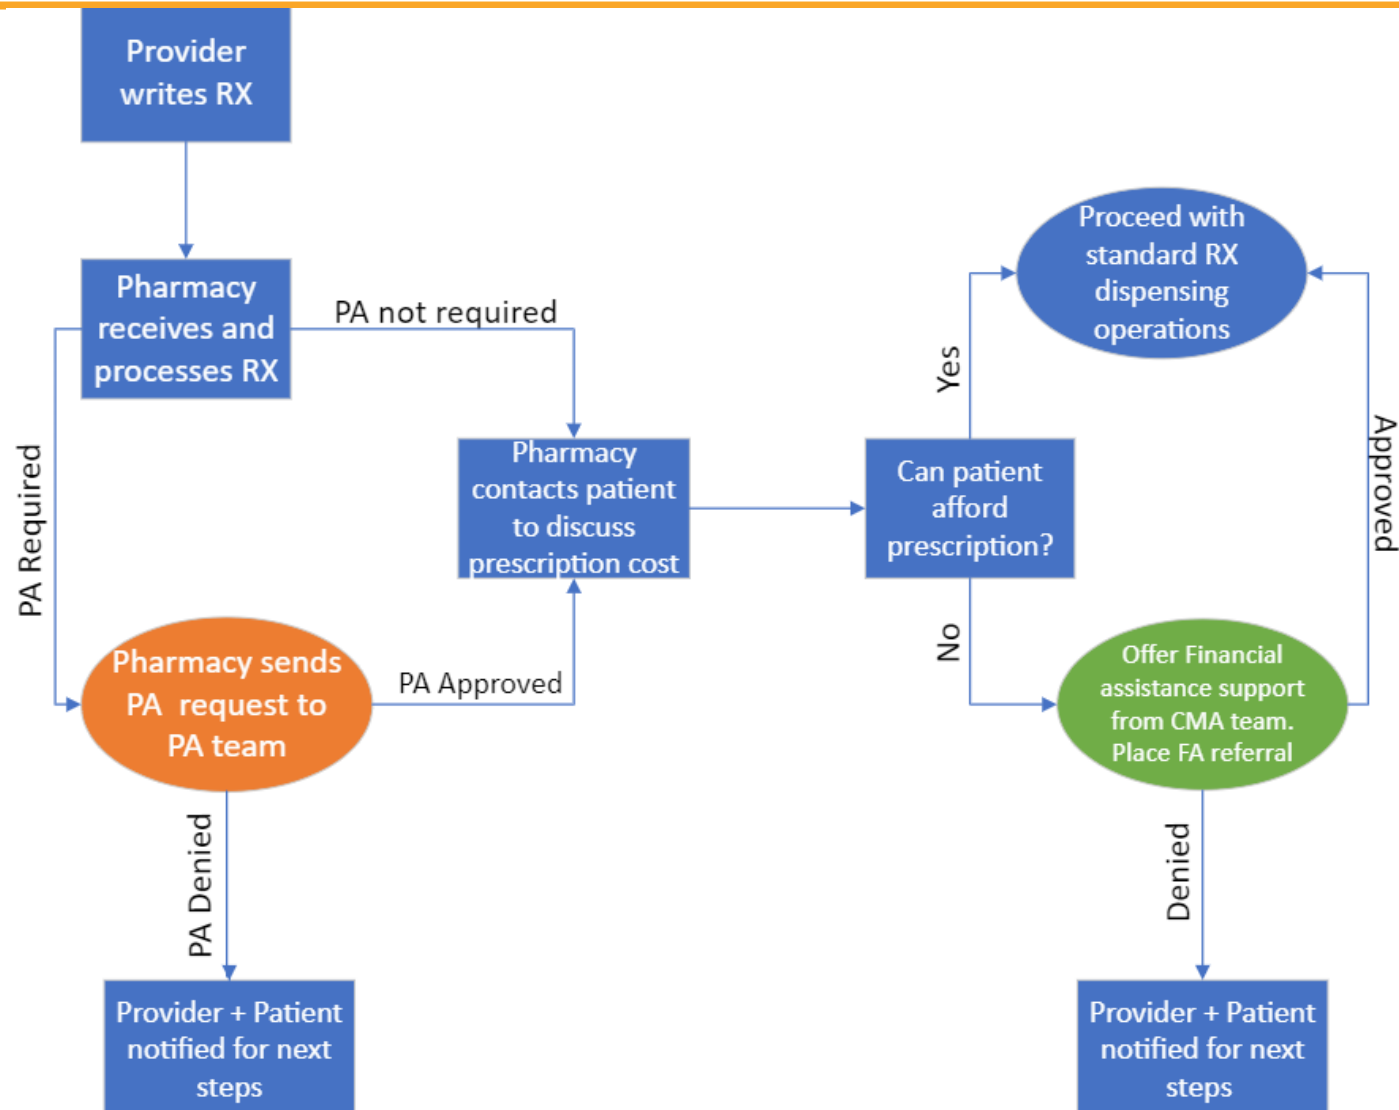 Provider
writes RX
Pharmacy
receives and
processes RX
PA not required
PA Required
Pharmacy
contacts patient
to discuss
prescription cost
Pharmacy sends
PA  request to
PA team
PA Approved
PA Denied
Provider + Patient
notified for next
steps
Can patient
afford
prescription?
Yes
Proceed with
standard RX
dispensing
operations
No
Offer Financial
assistance support
from CMA team.
Place FA referral
Approved
Denied
Provider + Patient
notified for next
steps